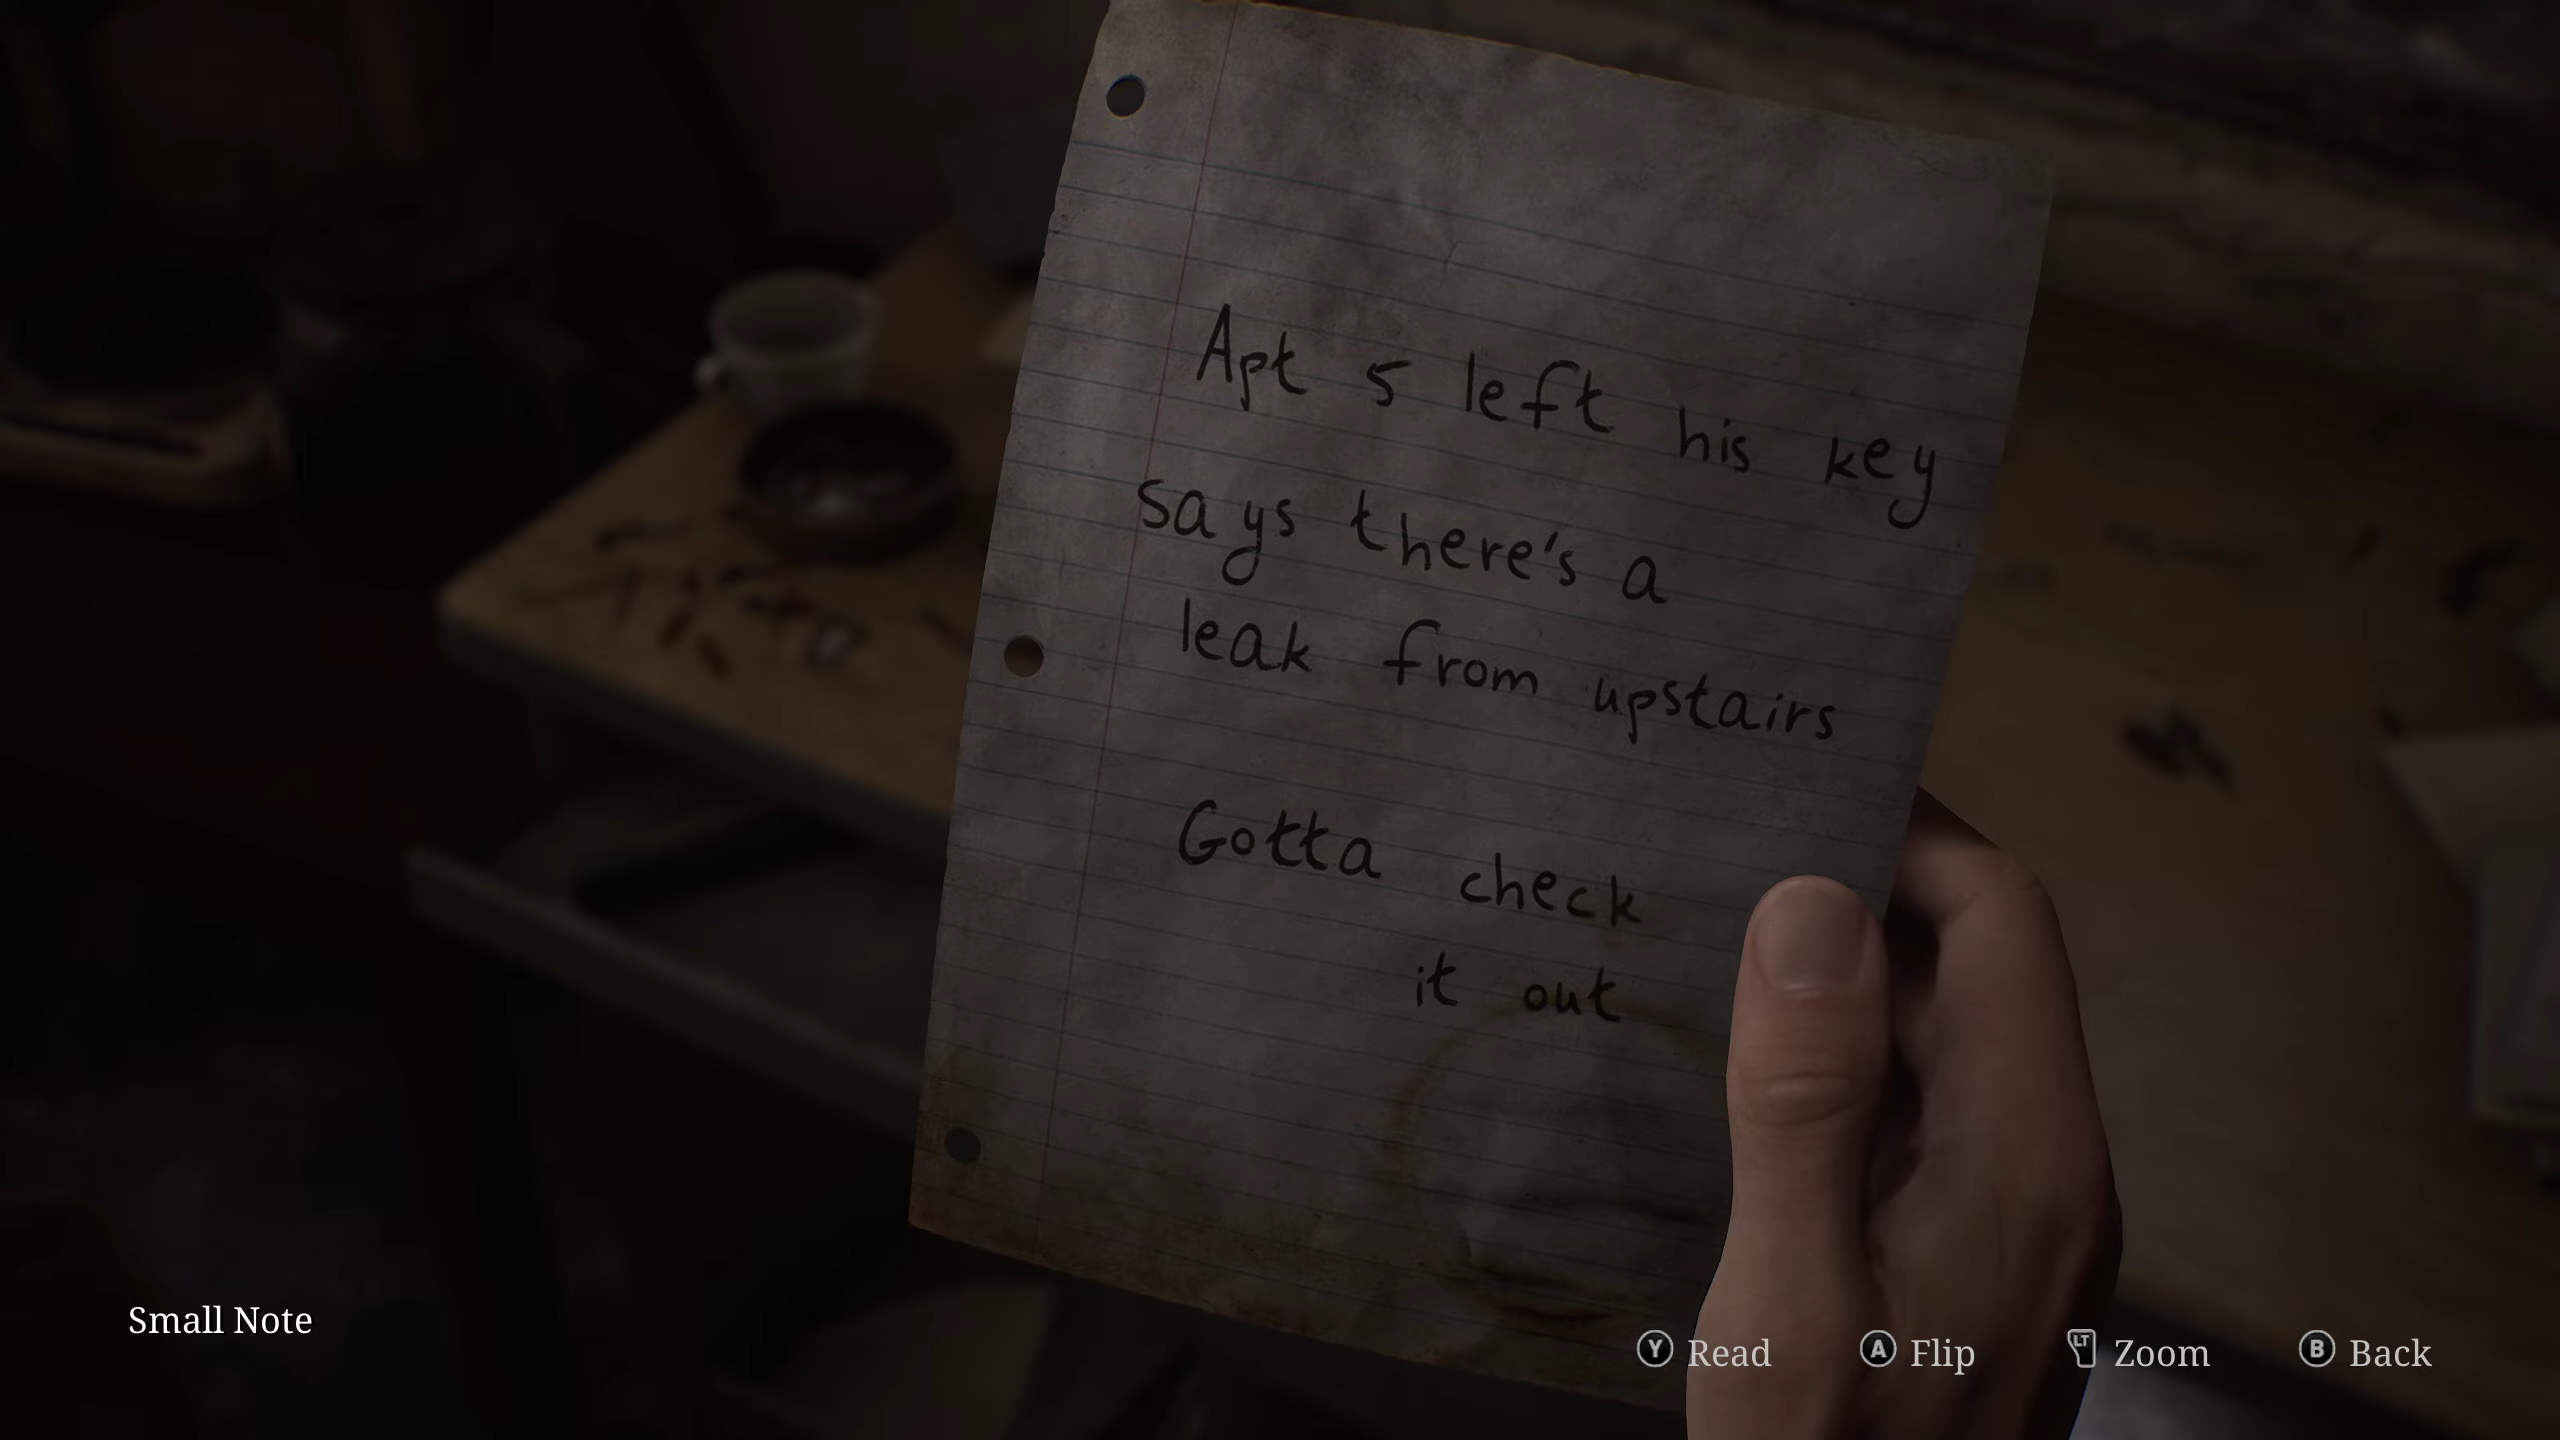 Apt 5 left his key
says there's a
leak from upstairs
Gotta check
it out
Small Note
Y Read A Flip LT Zoom B Back